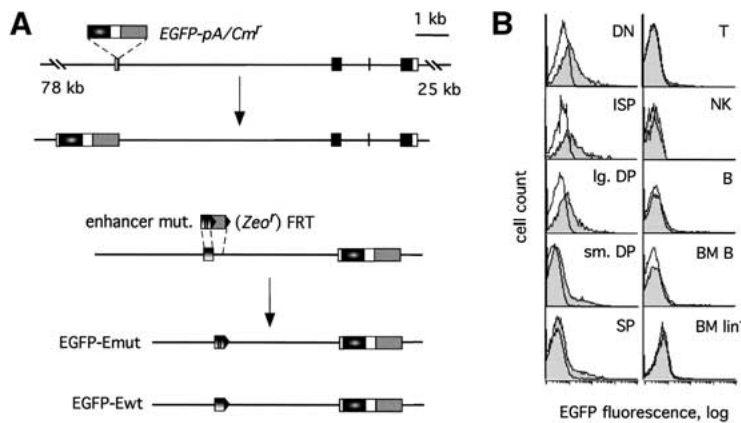 A
EGFP-pA/Cmr
1 kb
78 kb
25 kb
enhancer mut.
(Zeor) FRT
EGFP-Emut
EGFP-Ewt
B
cell count
DN
T
ISP
NK
lg. DP
B
sm. DP
BM B
SP
BM lin-
EGFP fluorescence, log